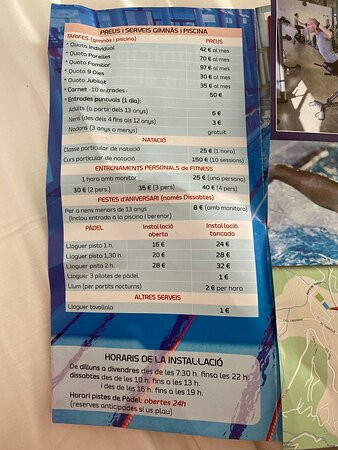 PREUS i SERVEIS GIMNÀS i PISCINA
TARIFES (gimnàs i piscina) PREUS
* Quota Individual 42 € al mes
* Quota Parelles 70 € al mes
* Quota Familiar 97 € al mes
* Quota 9 Dies 30 € al mes
* Quota Jubilat 35 € al mes
* Carnet -10 entrades- 50 €
* Entrades puntuals (1 dia):
Adults (a partir dels 13 anys) 6 €
Nens (des dels 4 fins als 12 anys) 3 €
Nadons (3 anys o menys) gratuït
NATACIÓ
Classe particular de natació 25 € (1 hora)
Curs particular de natació 150 € (10 sessions)
ENTRENAMENTS PERSONALS de FITNESS
1 hora amb monitor 25 € (una persona)
30 € (2 pers.) 36 € (3 pers) 40 € (4 pers)
FESTES d'ANIVERSARI (només Dissabtes)
Per a nens menors de 13 anys 8 € (amb monitor)
(Inclou entrada a la piscina i berenar)
PÀDEL Instal·lació oberta Instal·lació tancada
Lloguer pista 1 h. 16 € 24 €
Lloguer pista 1,30 h. 20 € 28 €
Lloguer pista 2 h. 28 € 32 €
Lloguer 3 pilotes de pàdel 1 €
Llum (per partits nocturns) 2 € per hora
ALTRES SERVEIS
Lloguer tovallola 1 €
HORARIS DE LA INSTAL·LACIÓ
De dilluns a divendres des de les 7:30 h. finsa les 22 h.
dissabtes des de les 10 h. fins a les 13 h.
i des de les 16 h. fins a les 19 h.
Horari pistes de Pàdel: obertes 24h
(reserves anticipades si us plau)